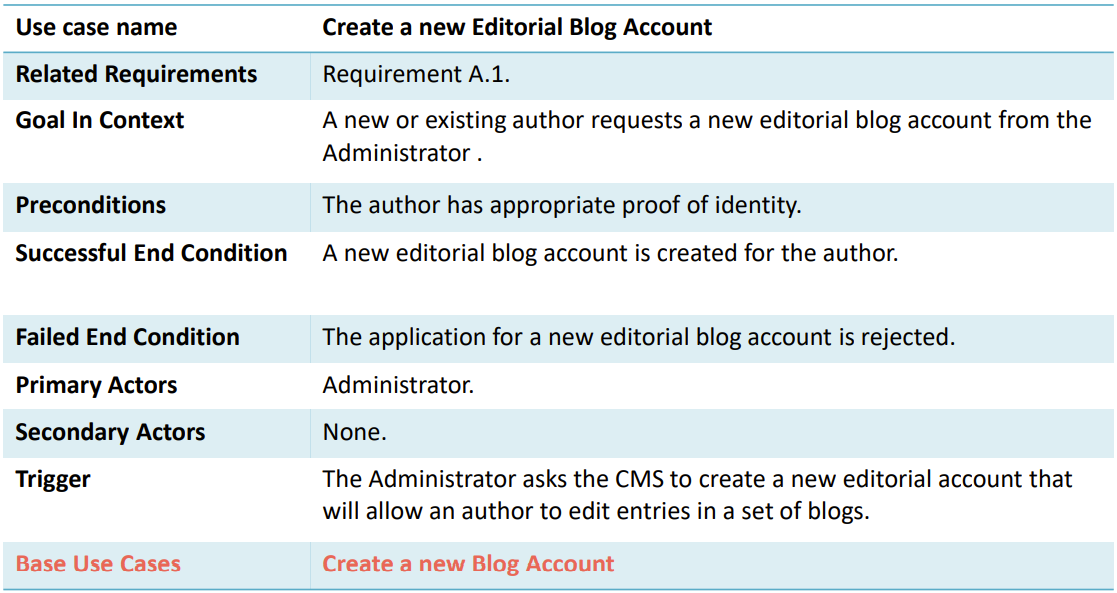 Use case name Create a new Editorial Blog Account
Related Requirements Requirement A.1.
Goal In Context A new or existing author requests a new editorial blog account from the
Administrator .
Preconditions The author has appropriate proof of identity.
Successful End Condition A new editorial blog account is created for the author.
Failed End Condition The application for a new editorial blog account is rejected.
Primary Actors Administrator.
Secondary Actors None.
Trigger The Administrator asks the CMS to create a new editorial account that
will allow an author to edit entries in a set of blogs.
Base Use Cases Create a new Blog Account